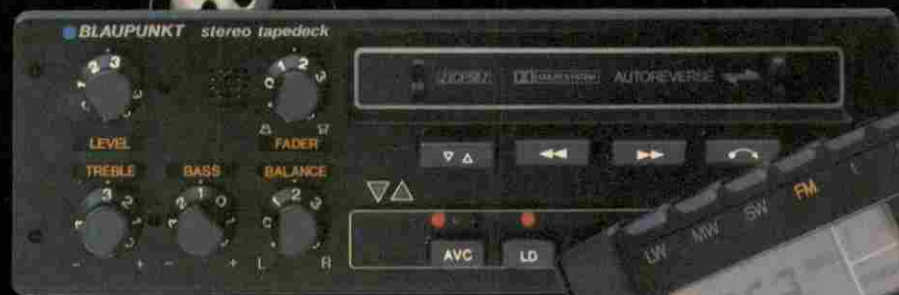 BLAUPUNKT stereo tapedeck
AUTOREVERSE
LEVEL
FADER
TREBLE
BASS
BALANCE
L R
AVC
LD
LW MW SW FM